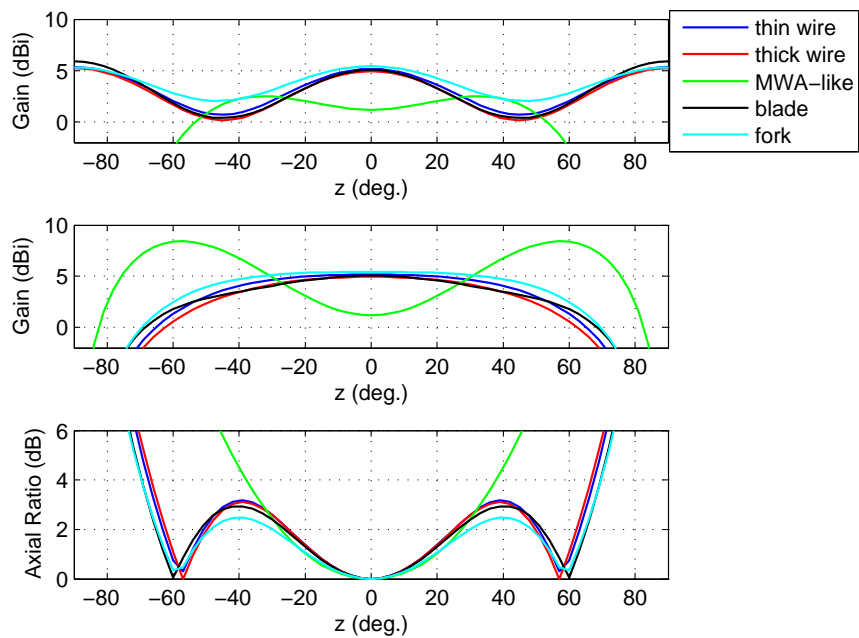 10
5
0
Gain (dBi)
−80 −60 −40 −20 0 20 40 60 80
z (deg.)
thin wire
thick wire
MWA−like
blade
fork
10
5
0
Gain (dBi)
−80 −60 −40 −20 0 20 40 60 80
z (deg.)
6
4
2
0
Axial Ratio (dB)
−80 −60 −40 −20 0 20 40 60 80
z (deg.)